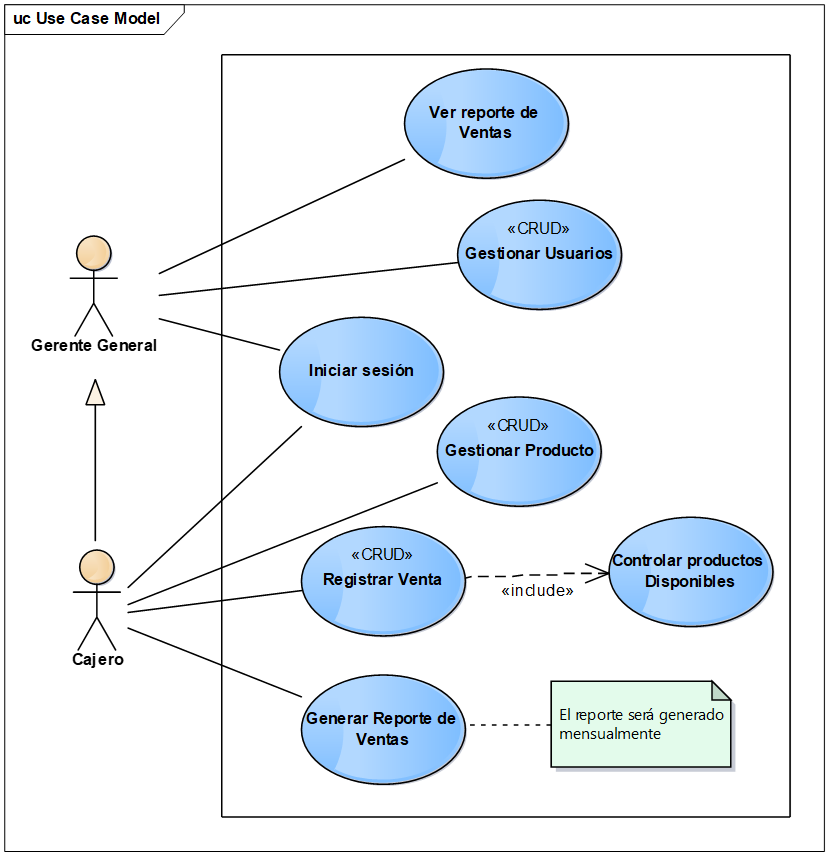 uc Use Case Model
Ver reporte de
Ventas
«CRUD»
Gestionar Usuarios
Gerente General
Iniciar sesión
«CRUD»
Gestionar Producto
«CRUD»
Registrar Venta
«include»
Controlar productos
Disponibles
Cajero
Generar Reporte de
Ventas
El reporte será generado
mensualmente